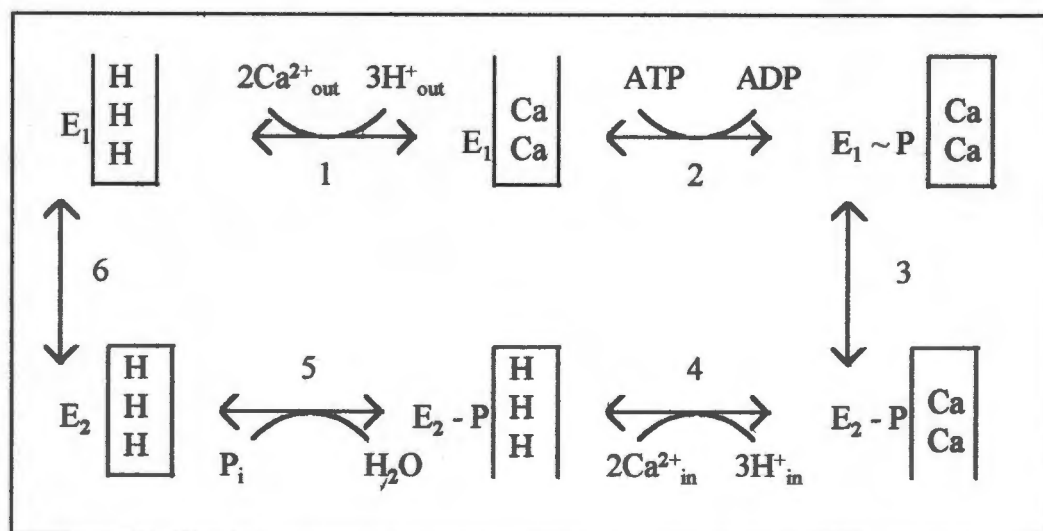 H
H
H
E₁
2Ca²⁺out 3H⁺out
1
Ca
Ca
E₁
ATP ADP
2
Ca
Ca
E₁ ~ P
6
3
H
H
H
E₂
5
Pᵢ H₂O
H
H
H
E₂ - P
4
2Ca²⁺in 3H⁺in
Ca
Ca
E₂ - P